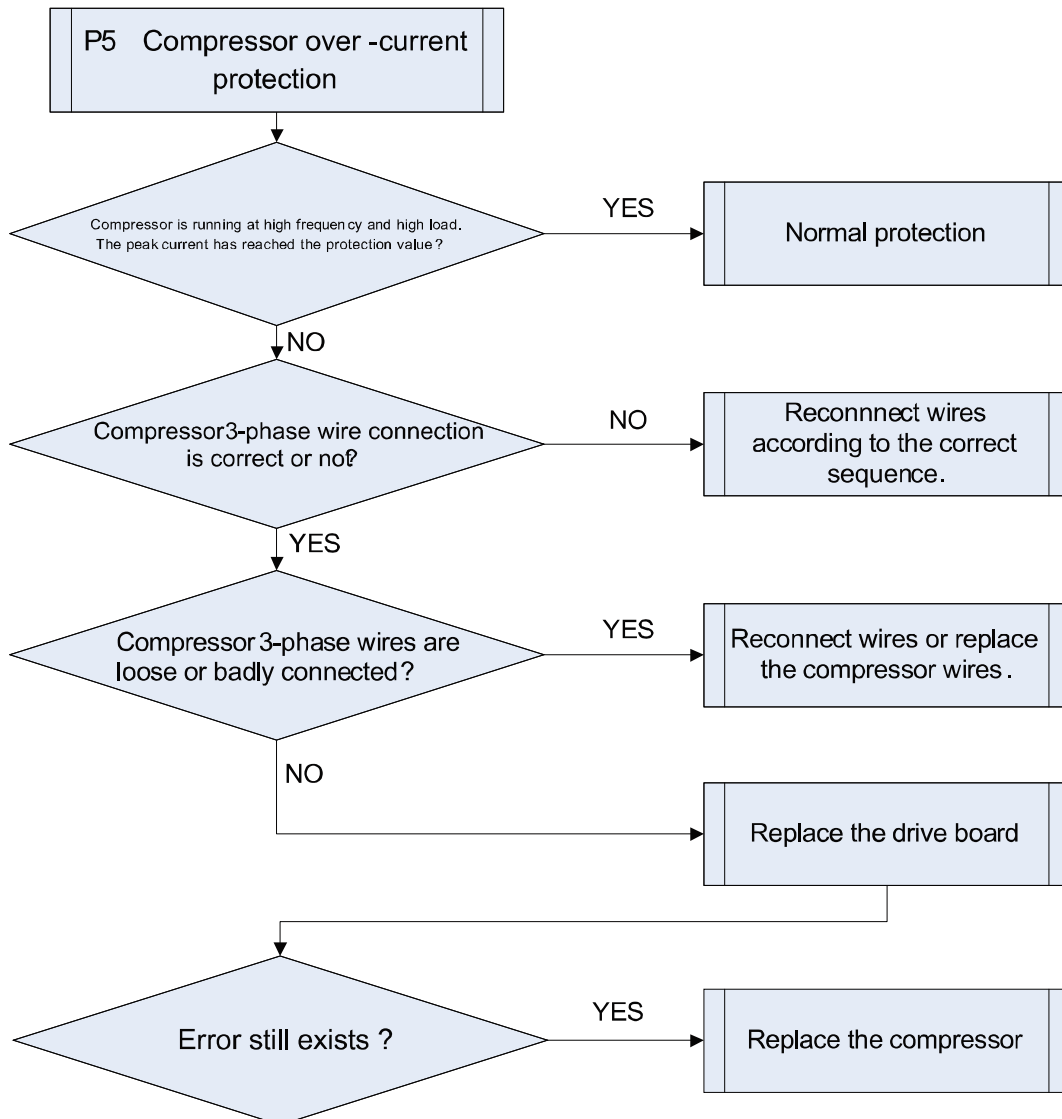 P5 Compressor over -current
protection
Compressor is running at high frequency and high load.
The peak current has reached the protection value ?
YES
Normal protection
NO
Compressor3-phase wire connection
is correct or not?
NO
Reconnnect wires
according to the correct
sequence.
YES
Compressor 3-phase wires are
loose or badly connected ?
YES
Reconnect wires or replace
the compressor wires .
NO
Replace the drive board
Error still exists ?
YES
Replace the compressor